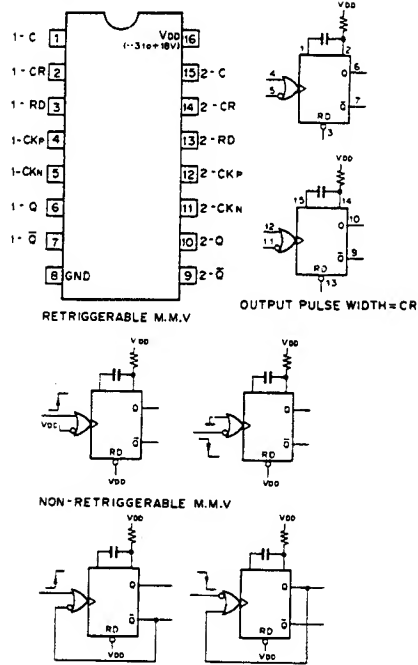 1-C 1 VDD 16
(--3 to+18V)
1-CR 2 15 2-C
1-RD 3 14 2-CR
1-CKP 4 13 2-RD
1-CKN 5 12 2-CKP
1-Q 6 11 2-CKN
1-Q̅ 7 10 2-Q
8 GND 9 2-Q̅
VDD
1 2
4 Q 6
5 Q̅ 7
RD
3
VDD
15 14
12 Q 10
11 Q̅ 9
RD
13
OUTPUT PULSE WIDTH=CR
RETRIGGERABLE M.M.V
VDD VDD
Q Q
VDD Q̅ Q̅
RD RD
VDD VDD
NON-RETRIGGERABLE M.M.V
VDD VDD
Q Q
Q̅ Q̅
RD RD
VDD VDD